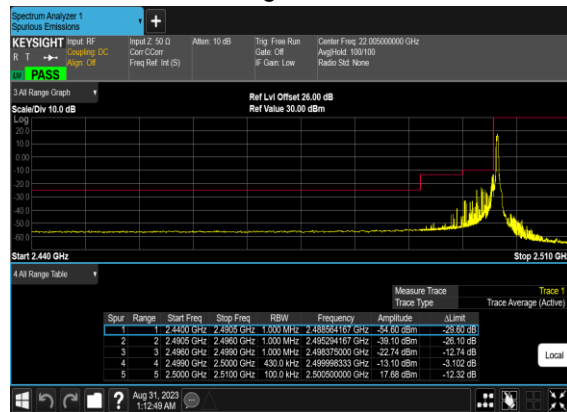 Spectrum Analyzer 1
Spurious Emissions
+
KEYSIGHT Input: RF Input Z: 50 Ω Atten: 10 dB Trig: Free Run Center Freq: 22.005000000 GHz
R T Coupling: DC Corr CCorr Gate: Off Avg|Hold: 100/100
Align: Off Freq Ref: Int (S) IF Gain: Low Radio Std: None
LXI PASS
3 All Range Graph
Ref Lvl Offset 26.00 dB
Scale/Div 10.0 dB Ref Value 30.00 dBm
Log
20.0
10.0
0.00
-10.0
-20.0
-30.0
-40.0
-50.0
-60.0
Start 2.440 GHz Stop 2.510 GHz
4 All Range Table
Measure Trace Trace 1
Trace Type Trace Average (Active)
Spur Range Start Freq Stop Freq RBW Frequency Amplitude ΔLimit
1 1 2.4400 GHz 2.4905 GHz 1.000 MHz 2.488564167 GHz -54.60 dBm -29.60 dB
2 2 2.4905 GHz 2.4960 GHz 1.000 MHz 2.495294167 GHz -39.10 dBm -26.10 dB
3 3 2.4960 GHz 2.4990 GHz 1.000 MHz 2.498375000 GHz -22.74 dBm -12.74 dB
4 4 2.4990 GHz 2.5000 GHz 430.0 kHz 2.499998333 GHz -13.10 dBm -3.102 dB
5 5 2.5000 GHz 2.5100 GHz 100.0 kHz 2.500500000 GHz 17.68 dBm -12.32 dB
Local
? Aug 31, 2023
1:12:49 AM